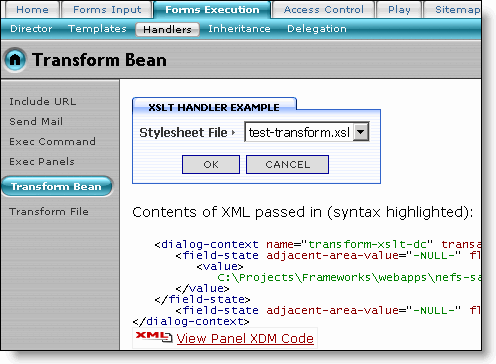 Home Forms Input Forms Execution Access Control Play Sitemap
Director Templates Handlers Inheritance Delegation
Transform Bean
Include URL
Send Mail
Exec Command
Exec Panels
Transform Bean
Transform File
XSLT HANDLER EXAMPLE
Stylesheet File test-transform.xsl
OK CANCEL
Contents of XML passed in (syntax highlighted):
<dialog-context name="transform-xslt-dc" transa
<field-state adjacent-area-value="-NULL-" fl
<value>
C:\Projects\Frameworks\webapps\nefs-sa
</value>
</field-state>
<field-state adjacent-area-value="-NULL-" fl
</dialog-context>
XML View Panel XDM Code